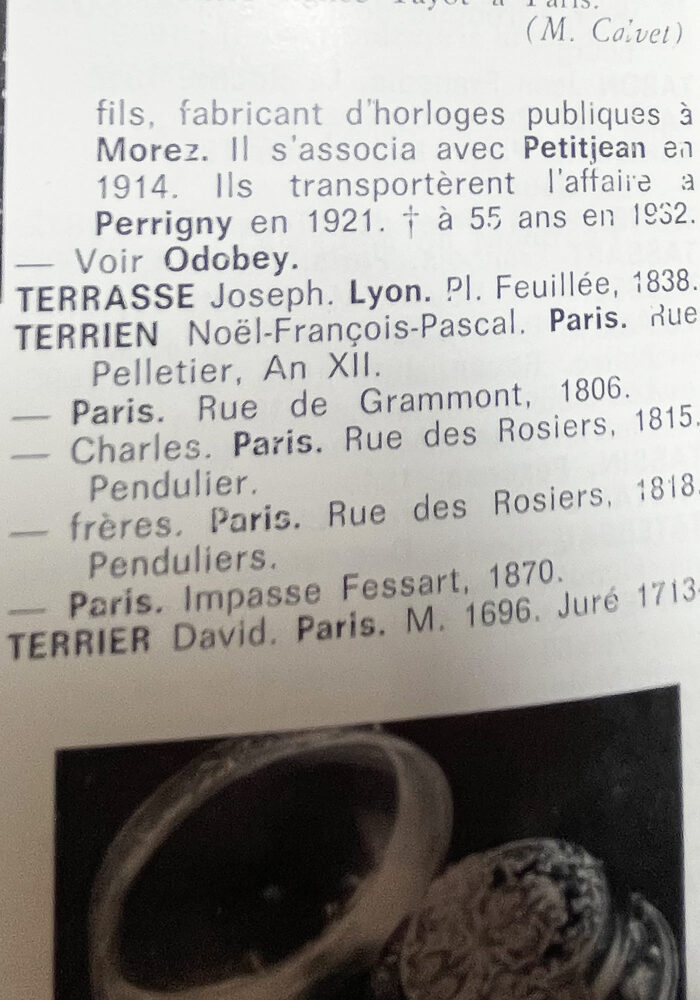 à Paris.
(M. Calvet)
fils, fabricant d'horloges publiques à
Morez. Il s'associa avec Petitjean en
1914. Ils transportèrent l'affaire a
Perrigny en 1921. † à 55 ans en 1932.
— Voir Odobey.
TERRASSE Joseph. Lyon. Pl. Feuillée, 1838.
TERRIEN Noël-François-Pascal. Paris. Rue
Pelletier, An XII.
— Paris. Rue de Grammont, 1806.
— Charles. Paris. Rue des Rosiers, 1815.
Pendulier.
— frères. Paris. Rue des Rosiers, 1818.
Penduliers.
— Paris. Impasse Fessart, 1870.
TERRIER David. Paris. M. 1696. Juré 1713-